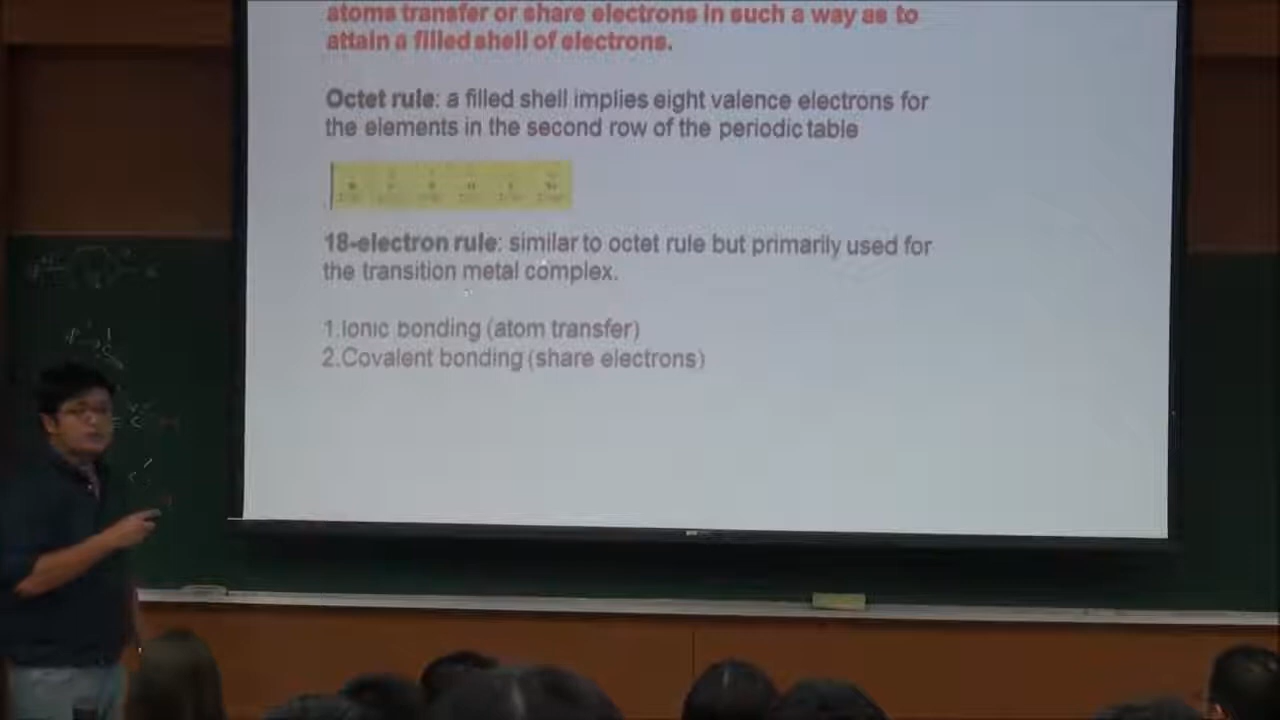 atoms transfer or share electrons in such a way as to
attain a filled shell of electrons.
Octet rule: a filled shell implies eight valence electrons for
the elements in the second row of the periodic table
18-electron rule: similar to octet rule but primarily used for
the transition metal complex.
1.Ionic bonding (atom transfer)
2.Covalent bonding (share electrons)